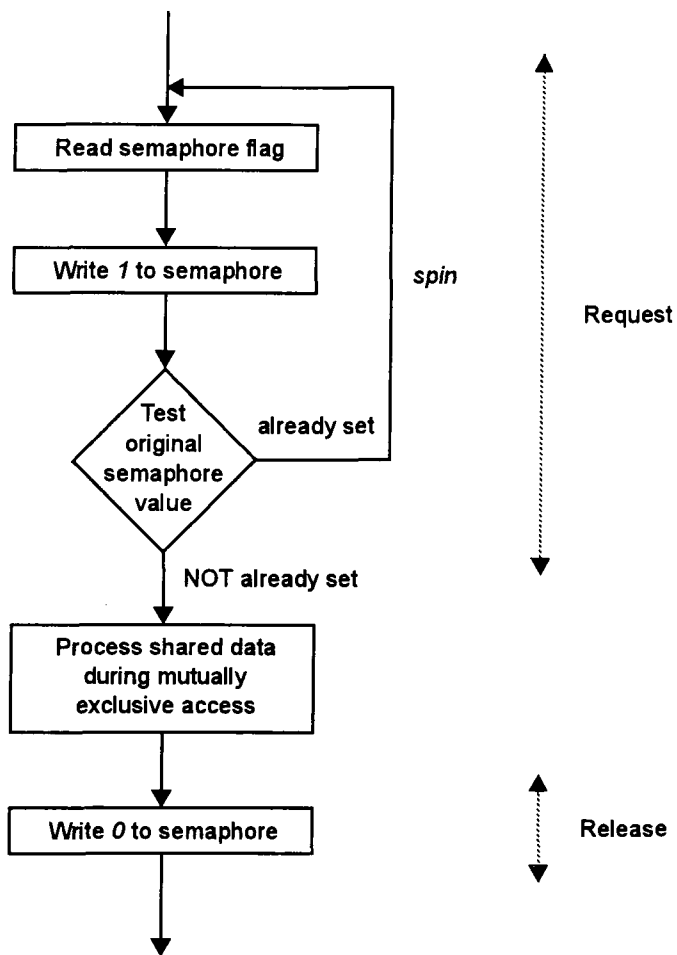 Read semaphore flag
Write 1 to semaphore
spin
Request
Test
original
semaphore
value
already set
NOT already set
Process shared data
during mutually
exclusive access
Write 0 to semaphore
Release